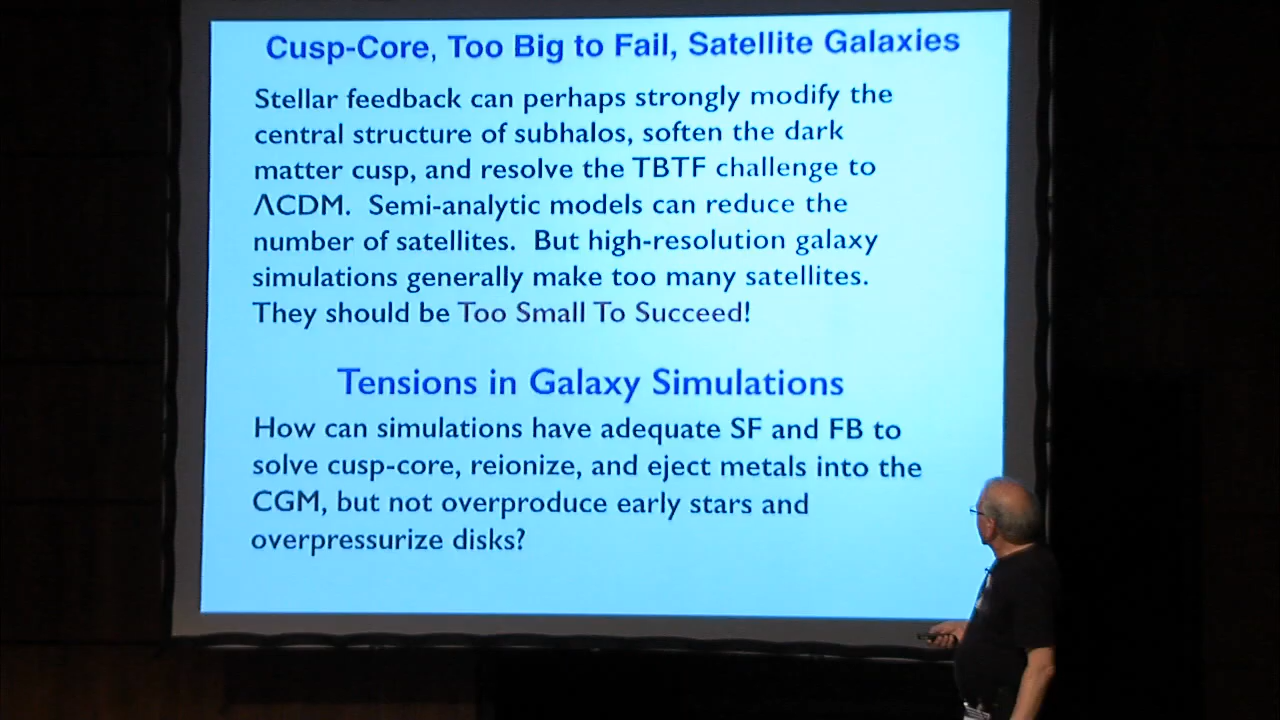 Cusp-Core, Too Big to Fail, Satellite Galaxies
Stellar feedback can perhaps strongly modify the
central structure of subhalos, soften the dark
matter cusp, and resolve the TBTF challenge to
ΛCDM. Semi-analytic models can reduce the
number of satellites. But high-resolution galaxy
simulations generally make too many satellites.
They should be Too Small To Succeed!
Tensions in Galaxy Simulations
How can simulations have adequate SF and FB to
solve cusp-core, reionize, and eject metals into the
CGM, but not overproduce early stars and
overpressurize disks?